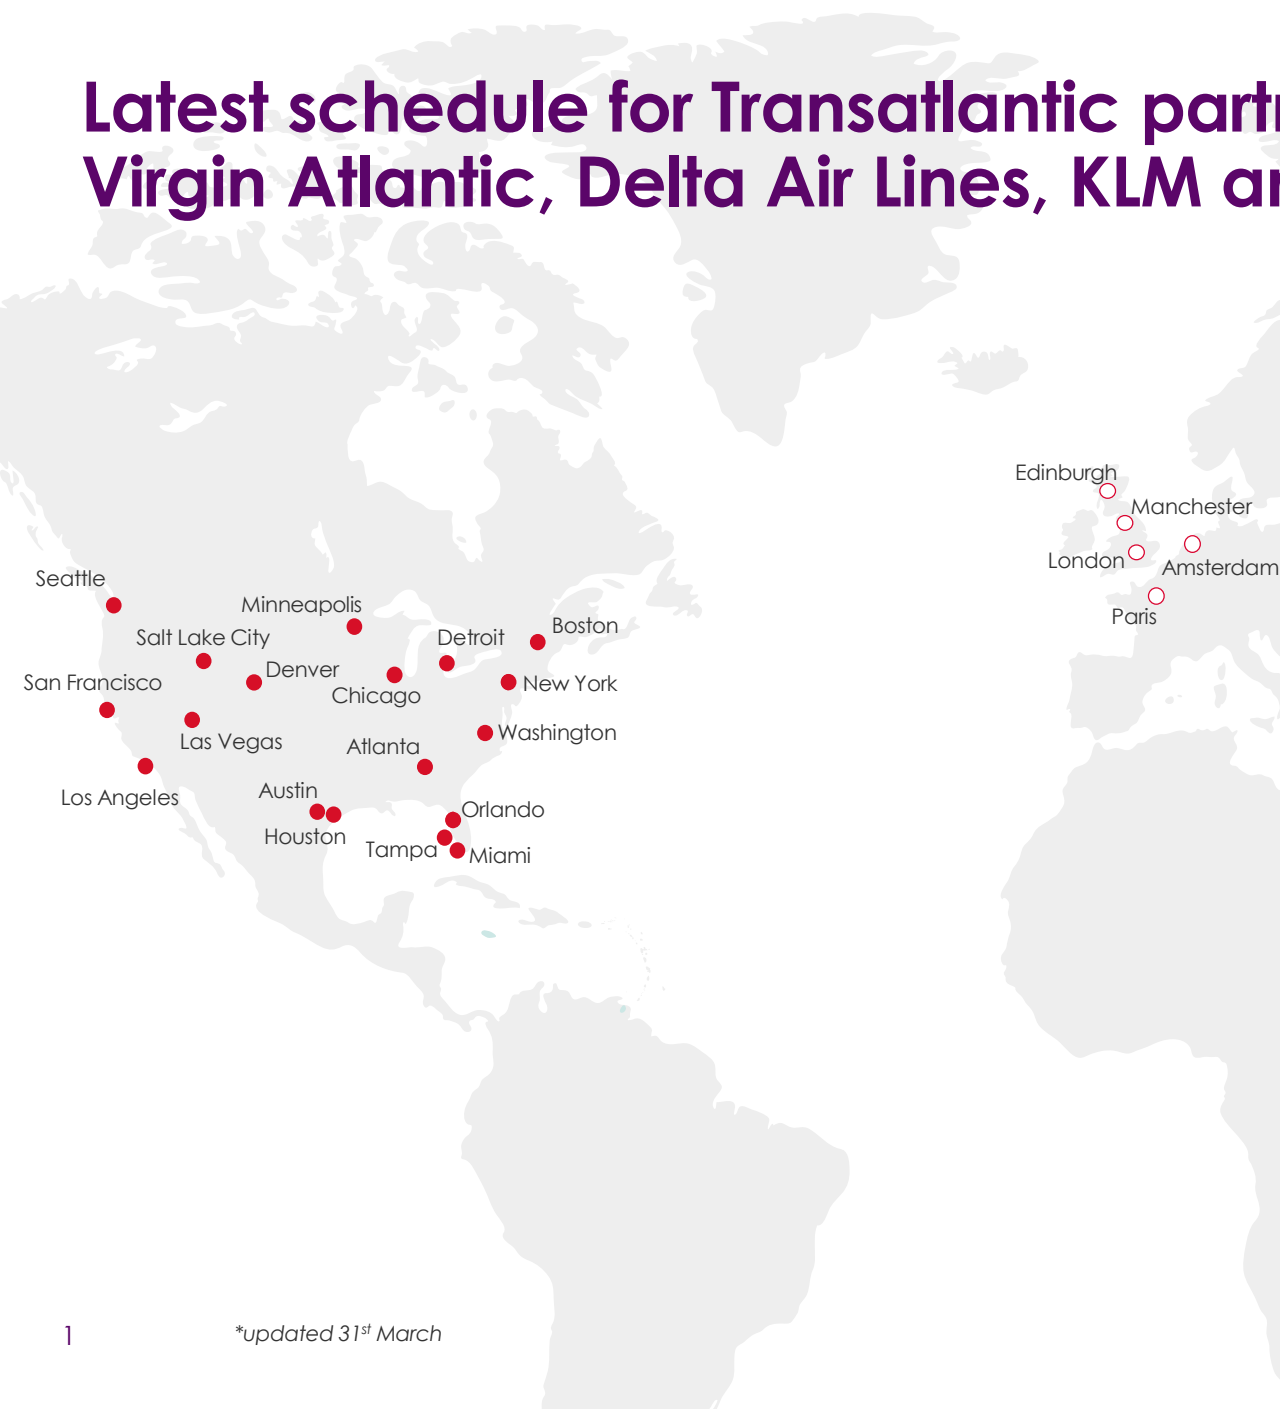 Latest schedule for Transatlantic part
Virgin Atlantic, Delta Air Lines, KLM
Edinburgh
Manchester
London
Amsterdam
Paris
Seattle
Minneapolis
Boston
Salt Lake City
Detroit
Denver
San Francisco
Chicago
New York
Washington
Las Vegas
Atlanta
Los Angeles
Austin
Orlando
Houston
Tampa
Miami
1
*updated 31st March